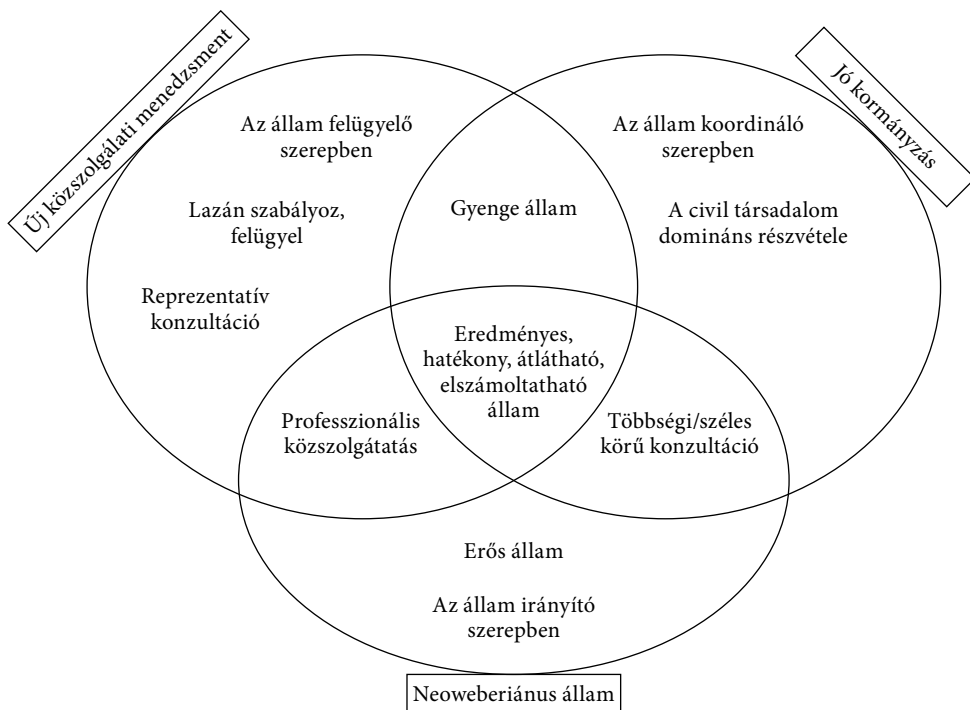 Új közszolgálati menedzsment
Jó kormányzás
Az állam felügyelő
szerepben
Lazán szabályoz,
felügyel
Reprezentatív
konzultáció
Gyenge állam
Az állam koordináló
szerepben
A civil társadalom
domináns részvétele
Eredményes,
hatékony, átlátható,
elszámoltatható
állam
Professzionális
közszolgátatás
Többségi/széles
körű konzultáció
Erős állam
Az állam irányító
szerepben
Neoweberiánus állam